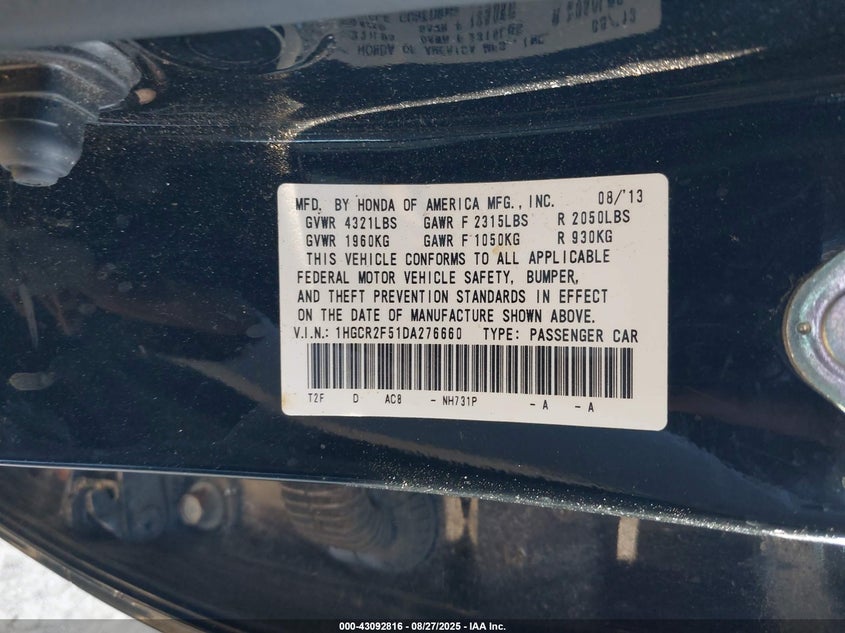 MFD. BY HONDA OF AMERICA MFG., INC. 08/'13
GVWR 4321LBS GAWR F 2315LBS R 2050LBS
GVWR 1960KG GAWR F 1050KG R 930KG
THIS VEHICLE CONFORMS TO ALL APPLICABLE
FEDERAL MOTOR VEHICLE SAFETY, BUMPER,
AND THEFT PREVENTION STANDARDS IN EFFECT
ON THE DATE OF MANUFACTURE SHOWN ABOVE.
V.I.N.: 1HGCR2F51DA276660 TYPE: PASSENGER CAR
T2F D AC8 - NH731P - A - A
000-43092816 | 08/27/2025 - IAA Inc.